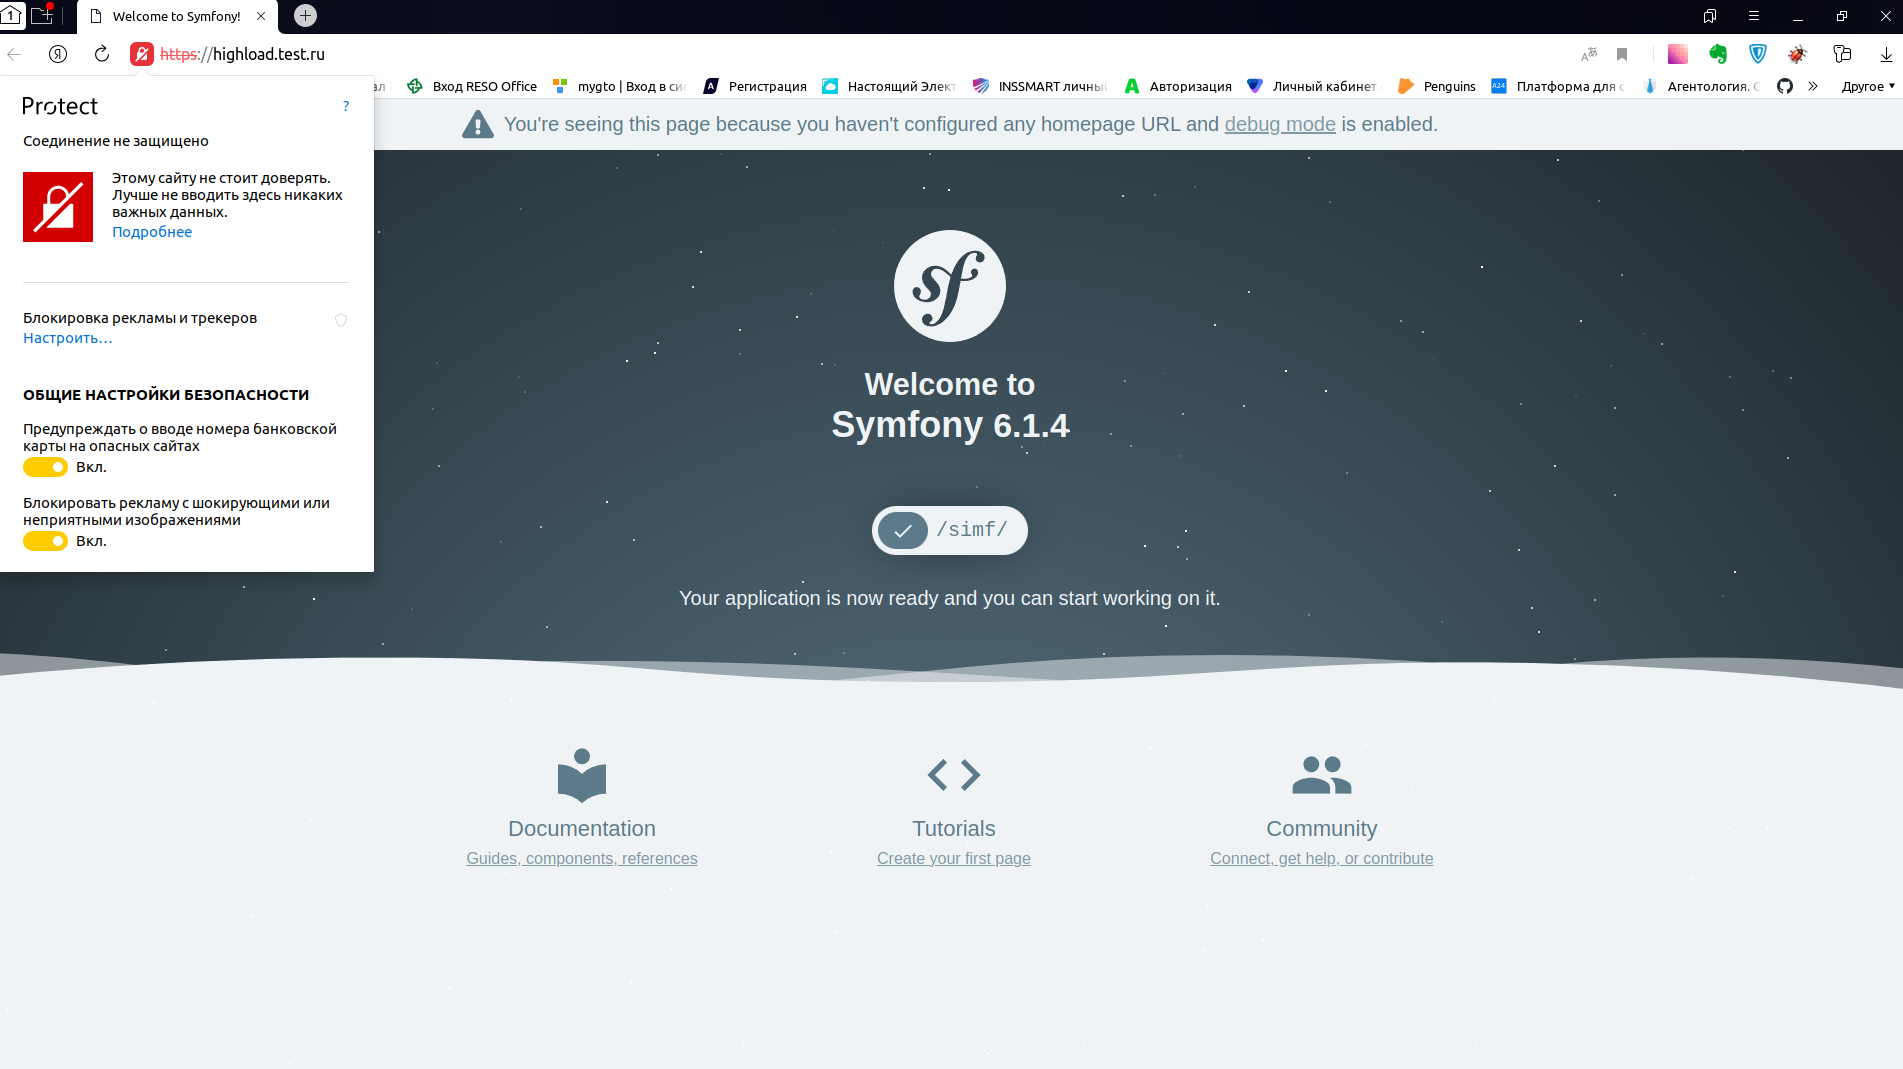 1
Welcome to Symfony!
Я
https://highload.test.ru
ал
Вход RESO Office
mygto | Вход в сис
A
Регистрация
Настоящий Элект
INSSMART личны
Авторизация
Личный кабинет
Penguins
A24
Платформа для с
Агентология. С
»
Другое
Protect
?
Соединение не защищено
Этому сайту не стоит доверять.
Лучше не вводить здесь никаких
важных данных.
Подробнее
Блокировка рекламы и трекеров
Настроить…
ОБЩИЕ НАСТРОЙКИ БЕЗОПАСНОСТИ
Предупреждать о вводе номера банковской
карты на опасных сайтах
Вкл.
Блокировать рекламу с шокирующими или
неприятными изображениями
Вкл.
You're seeing this page because you haven't configured any homepage URL and debug mode is enabled.
sf
Welcome to
Symfony 6.1.4
/simf/
Your application is now ready and you can start working on it.
Documentation
Guides, components, references
Tutorials
Create your first page
Community
Connect, get help, or contribute